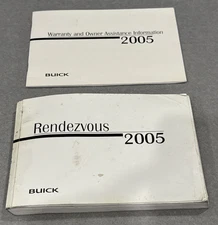 Warranty and Owner Assistance Information
2005
BUICK
Rendezvous
2005
BUICK